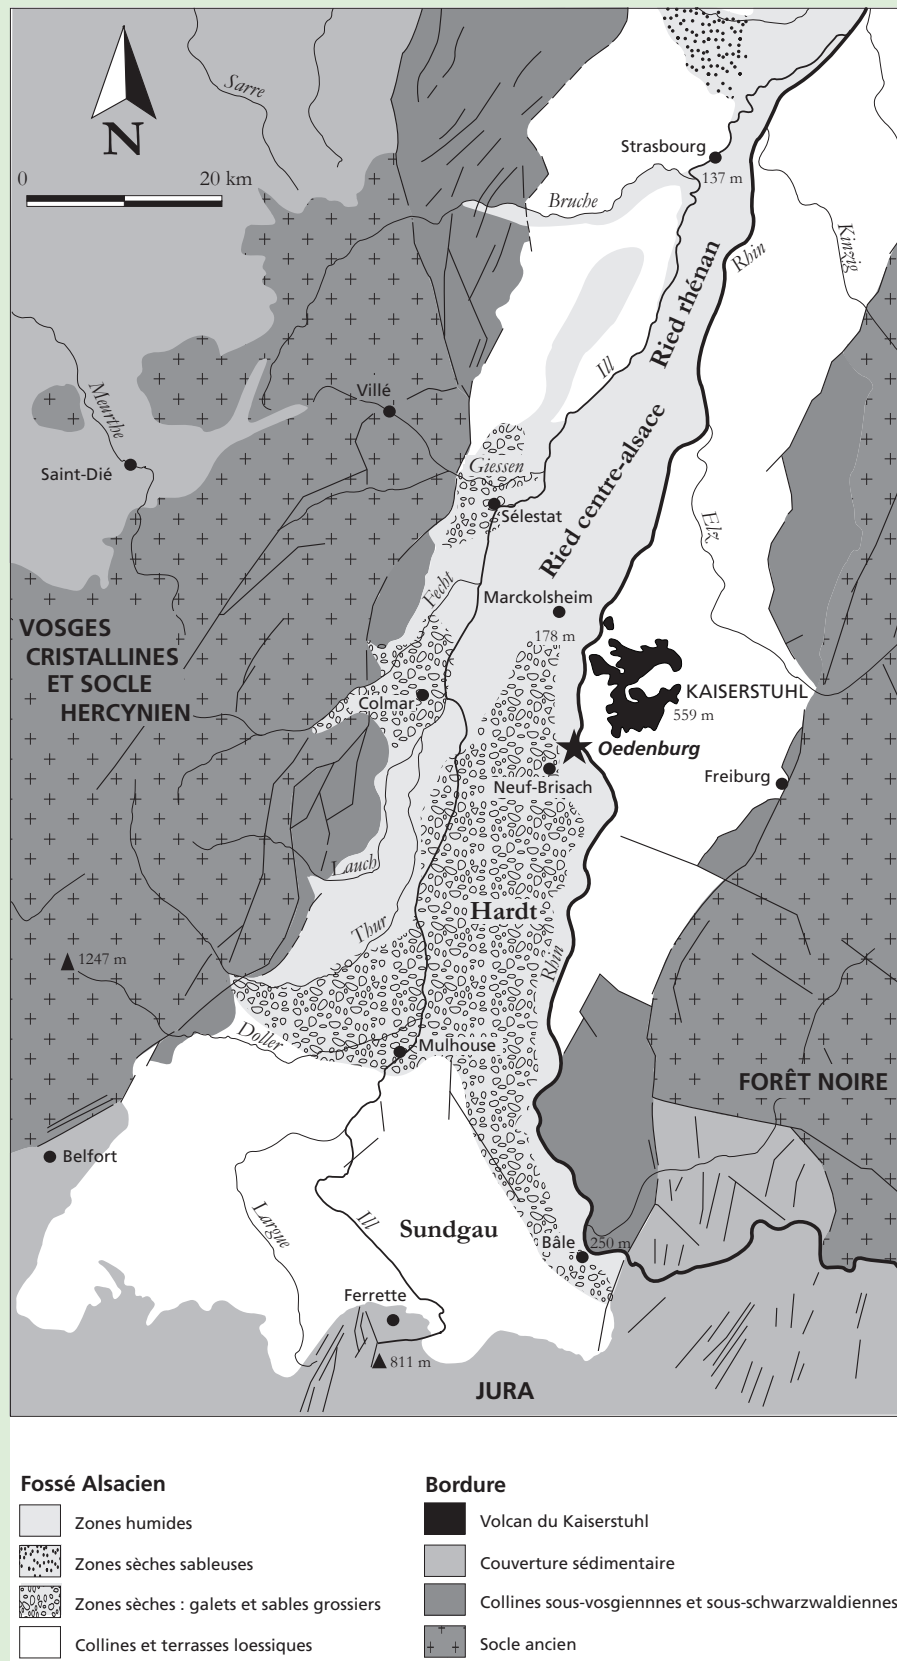 Sarre
N
0 20 km
Strasbourg
137 m
Bruche
Kinzig
Rhin
Ried rhénan
Ill
Meurthe
Villé
Saint-Dié
Giessen
Sélestat
Ried centre-alsace
Elz
Fecht
Marckolsheim
178 m
VOSGES
CRISTALLINES
ET SOCLE
HERCYNIEN
Colmar
KAISERSTUHL
559 m
Oedenburg
Freiburg
Neuf-Brisach
Lauch
Hardt
Thur
Rhin
1247 m
Doller
Mulhouse
FORÊT NOIRE
Belfort
Largue
Ill
Sundgau
Bâle
250 m
Ferrette
811 m
JURA
Fossé Alsacien
Zones humides
Zones sèches sableuses
Zones sèches : galets et sables grossiers
Collines et terrasses loessiques
Bordure
Volcan du Kaiserstuhl
Couverture sédimentaire
Collines sous-vosgiennnes et sous-schwarzwaldiennes
Socle ancien